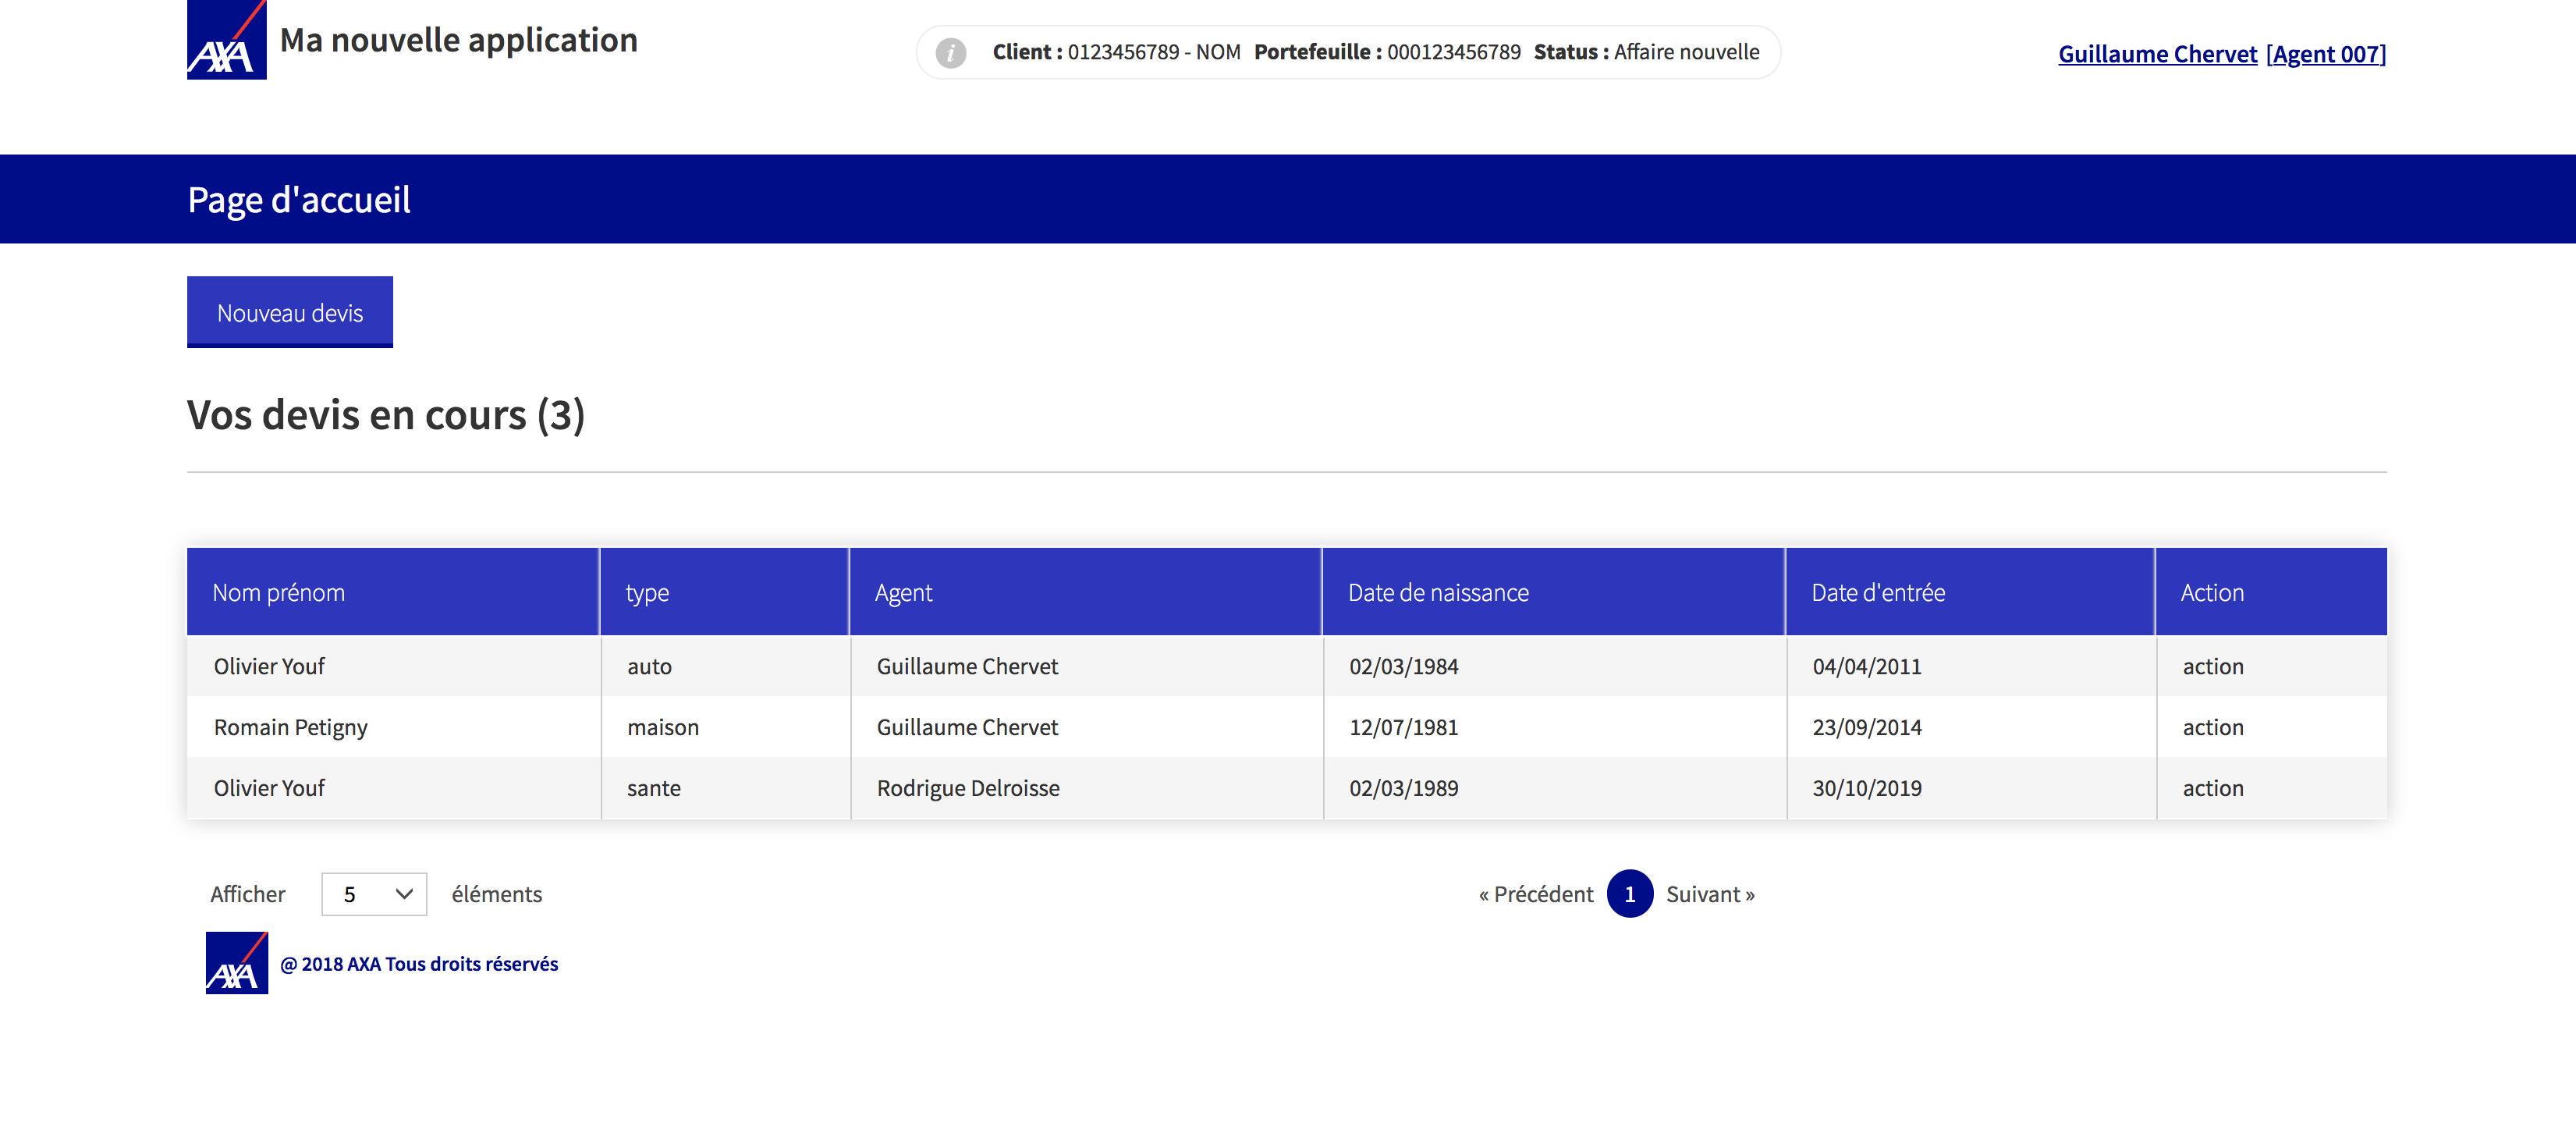 AXA Ma nouvelle application
i Client : 0123456789 - NOM Portefeuille : 000123456789 Status : Affaire nouvelle
Guillaume Chervet [Agent 007]
Page d'accueil
Nouveau devis
Vos devis en cours (3)
Nom prénom type Agent Date de naissance Date d'entrée Action
Olivier Youf auto Guillaume Chervet 02/03/1984 04/04/2011 action
Romain Petigny maison Guillaume Chervet 12/07/1981 23/09/2014 action
Olivier Youf sante Rodrigue Delroisse 02/03/1989 30/10/2019 action
Afficher 5 éléments « Précédent 1 Suivant »
AXA @ 2018 AXA Tous droits réservés